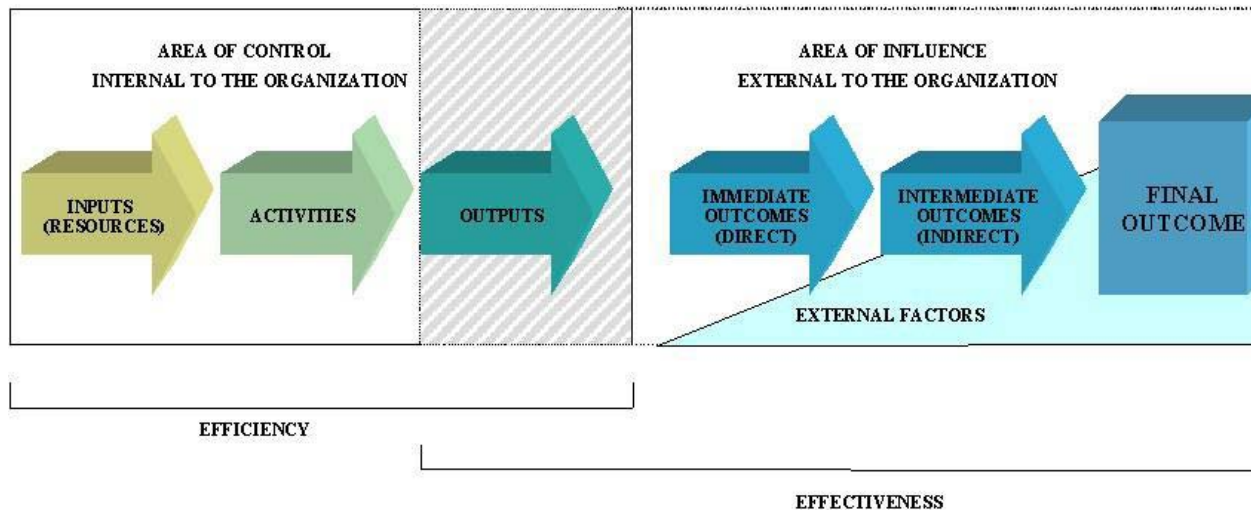 AREA OF CONTROL
INTERNAL TO THE ORGANIZATION
AREA OF INFLUENCE
EXTERNAL TO THE ORGANIZATION
INPUTS
(RESOURCES)
ACTIVITIES
OUTPUTS
IMMEDIATE
OUTCOMES
(DIRECT)
INTERMEDIATE
OUTCOMES
(INDIRECT)
FINAL
OUTCOME
EXTERNAL FACTORS
EFFICIENCY
EFFECTIVENESS